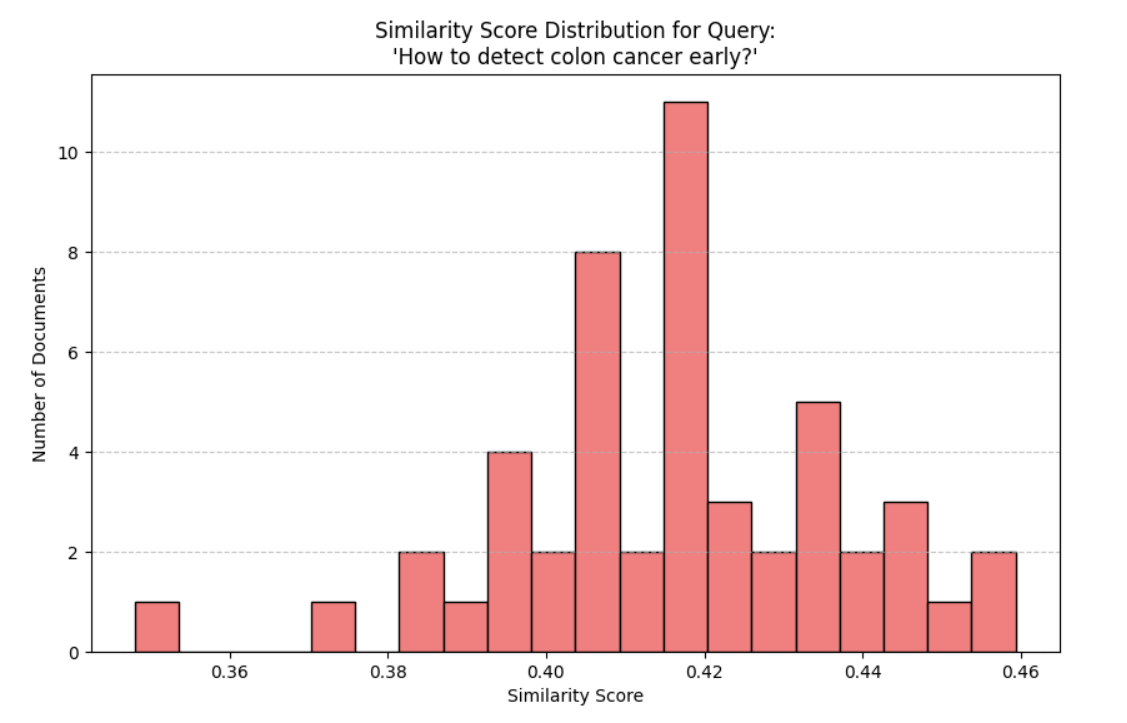 Similarity Score Distribution for Query:
'How to detect colon cancer early?'
Number of Documents
10
8
6
4
2
0
0.36 0.38 0.40 0.42 0.44 0.46
Similarity Score